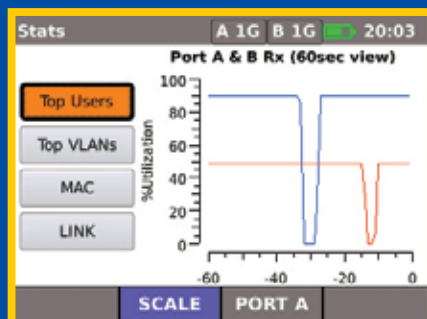 Stats A 1G B 1G 20:03
Port A & B Rx (60sec view)
Top Users
Top VLANs
MAC
LINK
%Utilization
100
80
60
40
20
0
-60 -40 -20 0
SCALE PORT A